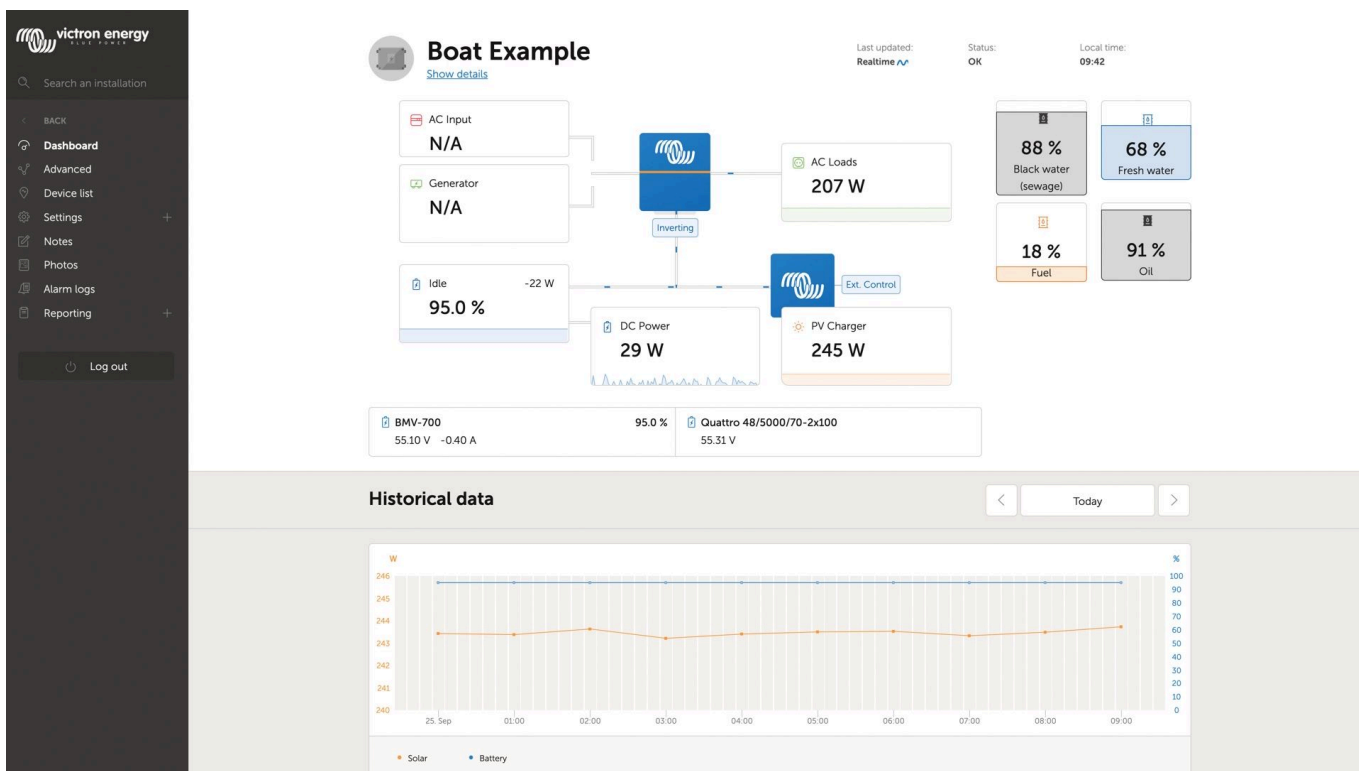 victron energy
BLUE POWER
Search an installation
BACK
Dashboard
Advanced
Device list
Settings
Notes
Photos
Alarm logs
Reporting
Log out
Boat Example
Show details
Last updated:
Realtime
Status:
OK
Local time:
09:42
AC Input
N/A
Generator
N/A
Inverting
AC Loads
207 W
Idle -22 W
95.0 %
Ext. Control
DC Power
29 W
PV Charger
245 W
88 %
Black water
(sewage)
68 %
Fresh water
18 %
Fuel
91 %
Oil
BMV-700 95.0 %
55.10 V -0.40 A
Quattro 48/5000/70-2x100
55.31 V
Historical data
Today
W
246
245
244
243
242
241
240
%
100
90
80
70
60
50
40
30
20
10
0
25. Sep 01:00 02:00 03:00 04:00 05:00 06:00 07:00 08:00 09:00
Solar Battery